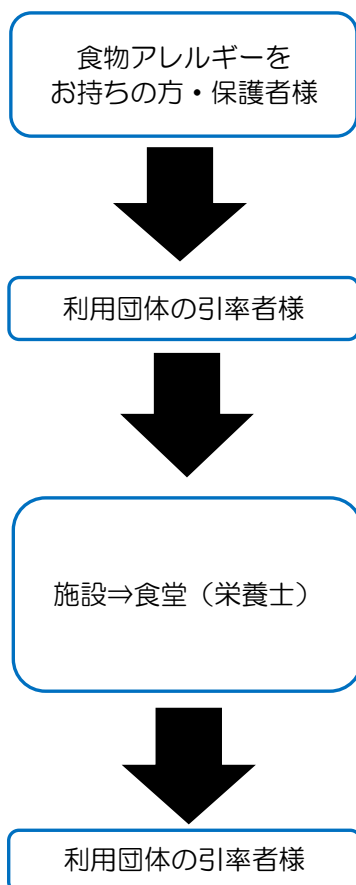 食物アレルギーを
お持ちの方・保護者様
利用団体の引率者様
施設⇒食堂（栄養士）
利用団体の引率者様